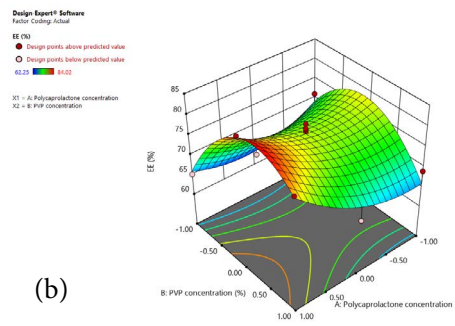 Design-Expert® Software
Factor Coding: Actual
EE (%)
Design points above predicted value
Design points below predicted value
62.25 84.02
X1 = A: Polycaprolactone concentration
X2 = B: PVP concentration
85
80
75
70
65
60
EE (%)
-1.00
-0.50
0.00
0.50
1.00
B: PVP concentration (%)
-1.00
-0.50
0.00
0.50
1.00
A: Polycaprolactone concentration
(b)